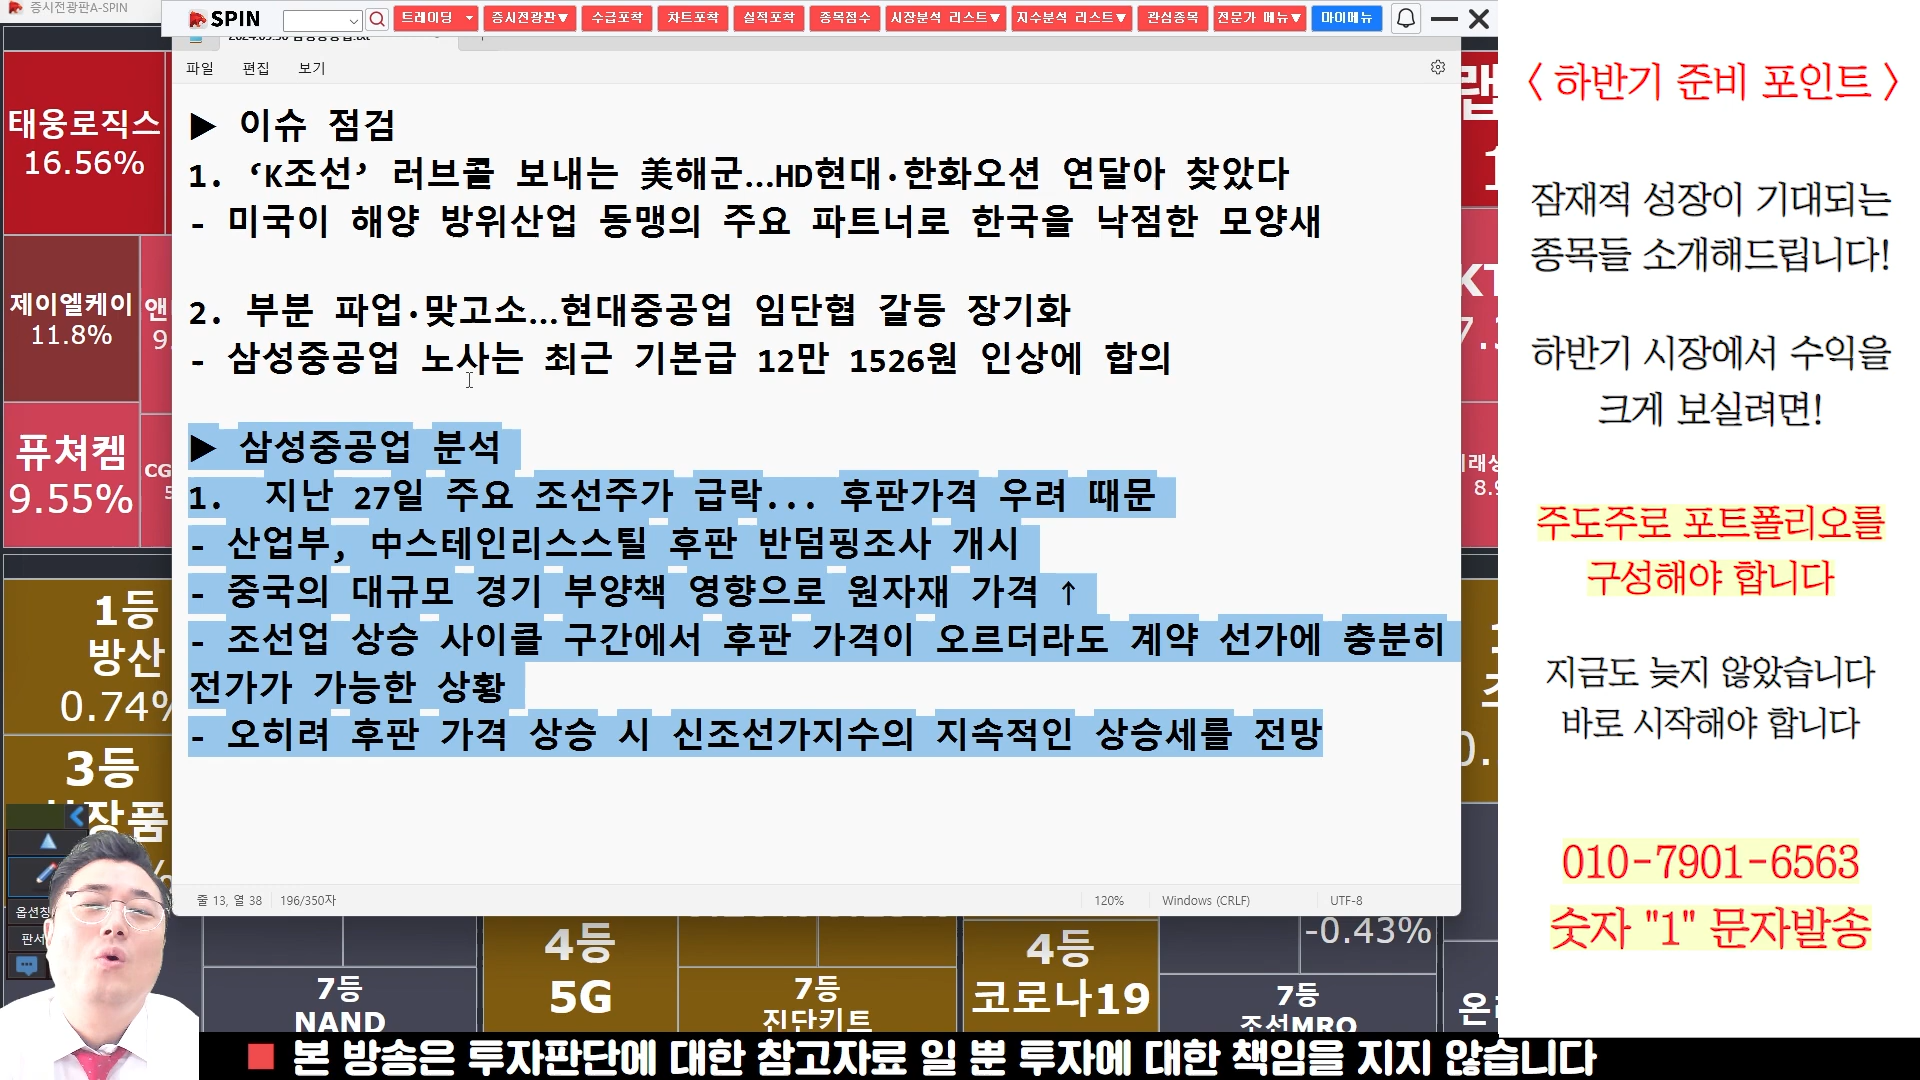 증시전광판A-SPIN
SPIN
트레이딩
증시전광판▼
수급포착
차트포착
실적포착
종목점수
시장분석 리스트▼
지수분석 리스트▼
관심종목
전문가 메뉴▼
마이메뉴
파일 편집 보기
▶ 이슈 점검
1. ‘K조선’ 러브콜 보내는 美해군…HD현대·한화오션 연달아 찾았다
- 미국이 해양 방위산업 동맹의 주요 파트너로 한국을 낙점한 모양새
2. 부분 파업·맞고소…현대중공업 임단협 갈등 장기화
- 삼성중공업 노사는 최근 기본급 12만 1526원 인상에 합의
▶ 삼성중공업 분석
1. 지난 27일 주요 조선주가 급락... 후판가격 우려 때문
- 산업부, 中스테인리스스틸 후판 반덤핑조사 개시
- 중국의 대규모 경기 부양책 영향으로 원자재 가격 ↑
- 조선업 상승 사이클 구간에서 후판 가격이 오르더라도 계약 선가에 충분히
전가가 가능한 상황
- 오히려 후판 가격 상승 시 신조선가지수의 지속적인 상승세를 전망
줄 13, 열 38
196/350자
120%
Windows (CRLF)
UTF-8
태웅로직스
16.56%
제이엘케이
11.8%
퓨쳐켐
9.55%
1등
방산
0.74%
3등
장품
옵션창
판서
7등
NAND
4등
5G
7등
진단키트
4등
코로나19
-0.43%
7등
조선MRO
< 하반기 준비 포인트 >
잠재적 성장이 기대되는
종목들 소개해드립니다!
하반기 시장에서 수익을
크게 보실려면!
주도주로 포트폴리오를
구성해야 합니다
지금도 늦지 않았습니다
바로 시작해야 합니다
010-7901-6563
숫자 "1" 문자발송
본 방송은 투자판단에 대한 참고자료 일 뿐 투자에 대한 책임을 지지 않습니다